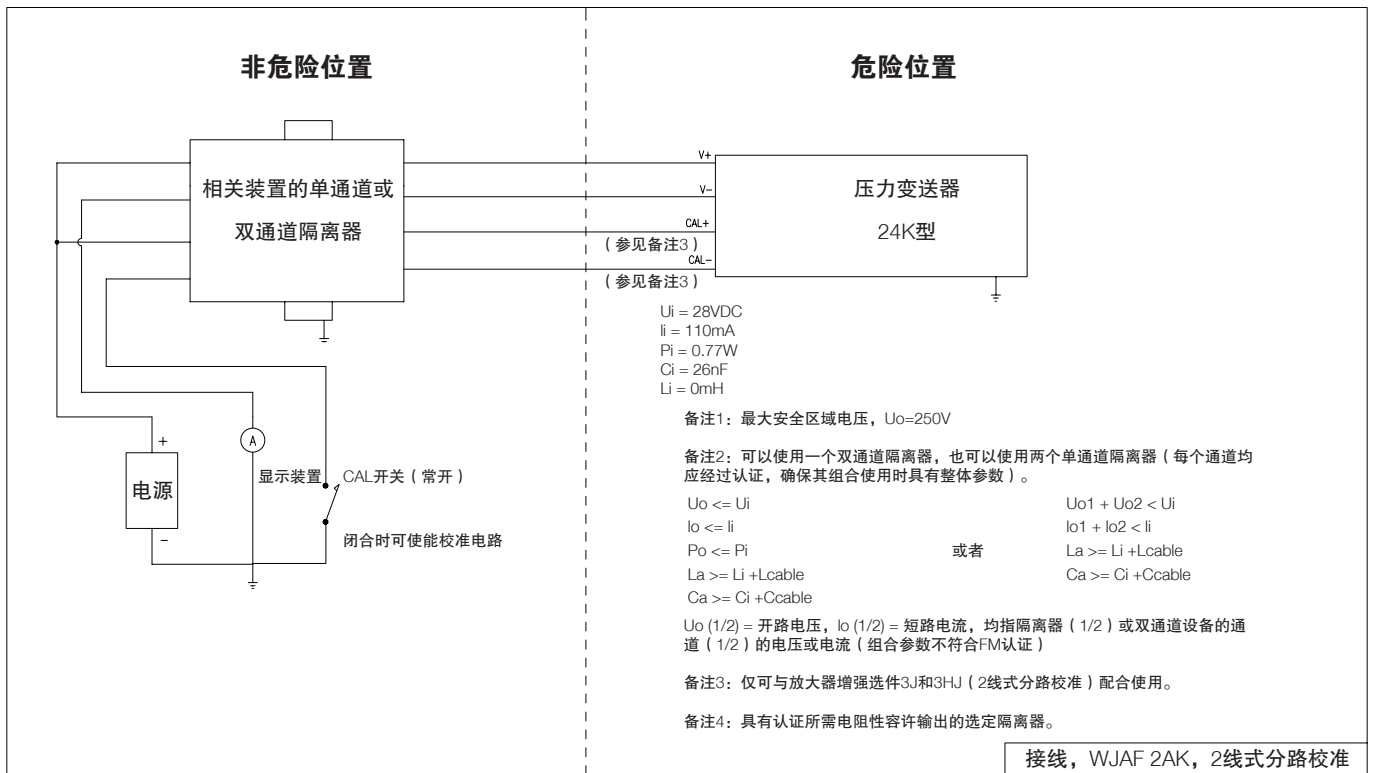 非危险位置
危险位置
相关装置的单通道或
双通道隔离器
V+
V-
CAL+
(参见备注3)
CAL-
(参见备注3)
压力变送器
24K型
Ui = 28VDC
Ii = 110mA
Pi = 0.77W
Ci = 26nF
Li = 0mH
+
电源
-
A
显示装置
CAL开关(常开)
闭合时可使能校准电路
备注1:最大安全区域电压,Uo=250V
备注2:可以使用一个双通道隔离器,也可以使用两个单通道隔离器(每个通道均
应经过认证,确保其组合使用时具有整体参数)。
Uo <= Ui
Io <= Ii
Po <= Pi
La >= Li +Lcable
Ca >= Ci +Ccable
或者
Uo1 + Uo2 < Ui
Io1 + Io2 < Ii
La >= Li +Lcable
Ca >= Ci +Ccable
Uo (1/2) = 开路电压,Io (1/2) = 短路电流,均指隔离器(1/2)或双通道设备的通
道(1/2)的电压或电流(组合参数不符合FM认证)
备注3:仅可与放大器增强选件3J和3HJ(2线式分路校准)配合使用。
备注4:具有认证所需电阻性容许输出的选定隔离器。
接线,WJAF 2AK,2线式分路校准